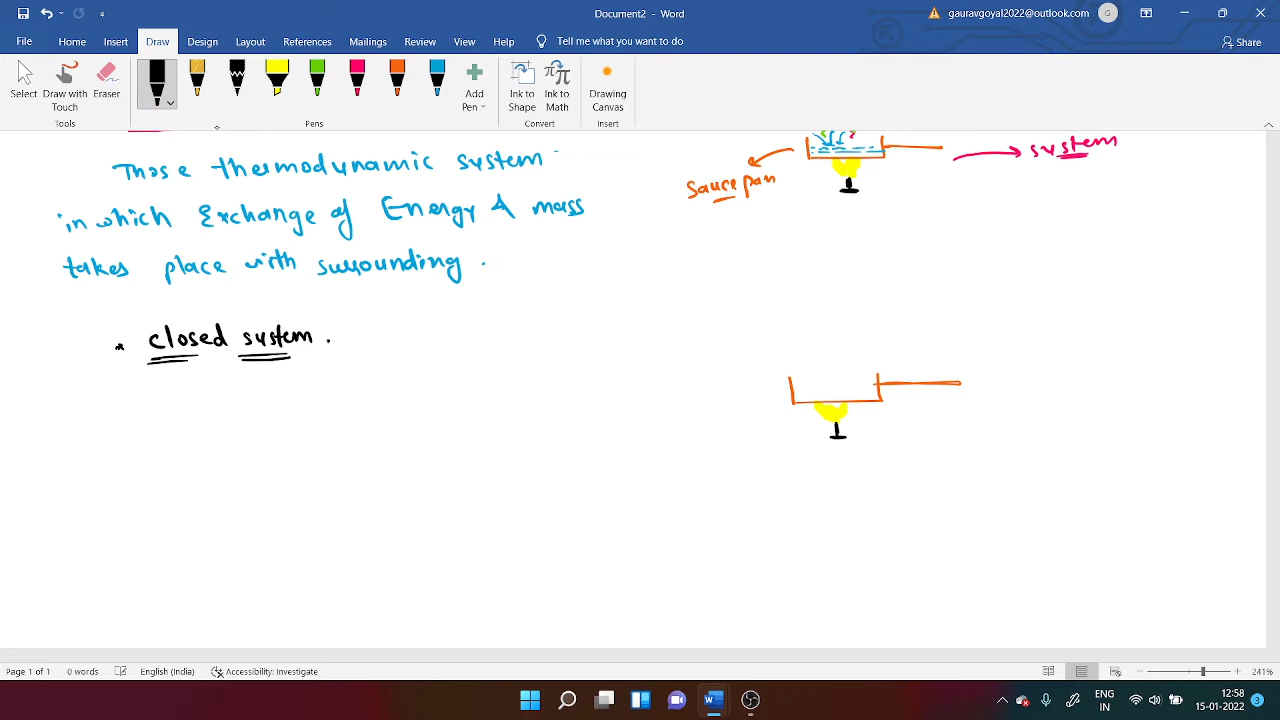 Document2 - Word
gauravgoyal2022@outlook.com
G
File Home Insert Draw Design Layout References Mailings Review View Help Tell me what you want to do
Share
Select
Draw with Touch
Eraser
Add Pen
Ink to Shape
Ink to Math
Drawing Canvas
Tools
Pens
Convert
Insert
Those thermodynamic system
in which Exchange of Energy & mass
takes place with surrounding.
Sauce pan
system
* closed system.
Page 1 of 1
0 words
English (India)
Accessibility: Investigate
241%
ENG
IN
12:58
15-01-2022
3